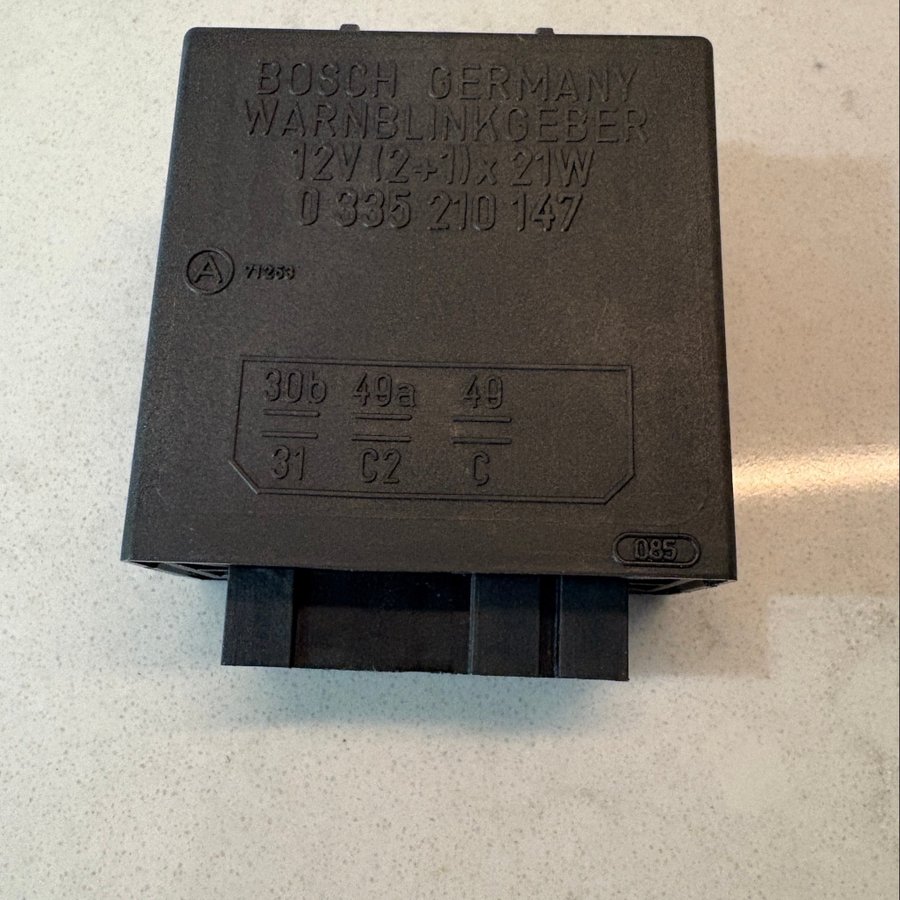 BOSCH GERMANY
WARNBLINKGEBER
12V (2+1) x 21W
0 335 210 147
A 71253
30b 49a 49
31 C2 C
085